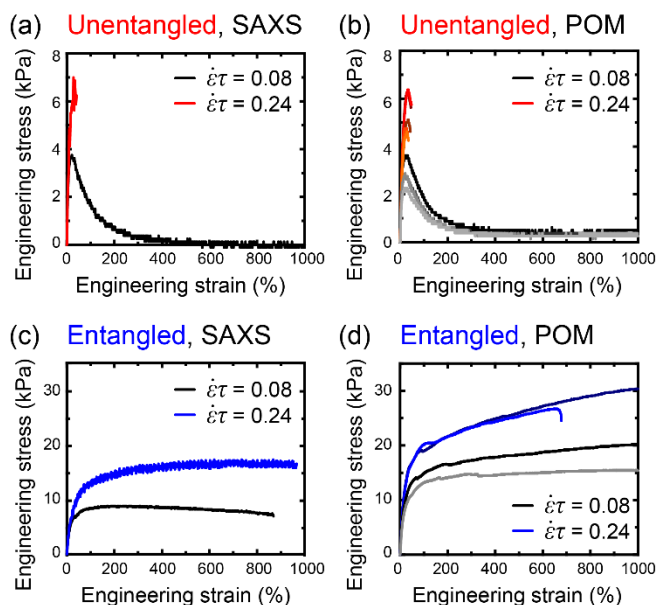 (a) Unentangled, SAXS
Engineering stress (kPa)
8
6
4
2
0
ε̇τ = 0.08
ε̇τ = 0.24
0 200 400 600 800 1000
Engineering strain (%)
(b) Unentangled, POM
Engineering stress (kPa)
8
6
4
2
0
ε̇τ = 0.08
ε̇τ = 0.24
0 200 400 600 800 1000
Engineering strain (%)
(c) Entangled, SAXS
Engineering stress (kPa)
30
20
10
0
ε̇τ = 0.08
ε̇τ = 0.24
0 200 400 600 800 1000
Engineering strain (%)
(d) Entangled, POM
Engineering stress (kPa)
30
20
10
0
ε̇τ = 0.08
ε̇τ = 0.24
0 200 400 600 800 1000
Engineering strain (%)